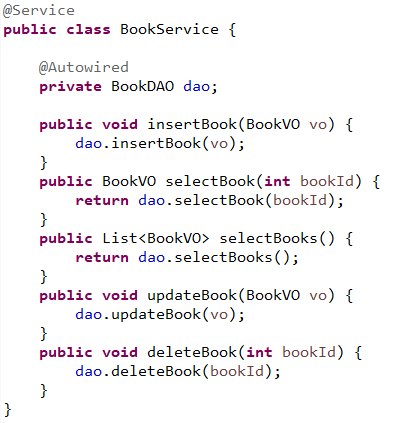 @Service
public class BookService {
@Autowired
private BookDAO dao;
public void insertBook(BookVO vo) {
dao.insertBook(vo);
}
public BookVO selectBook(int bookId) {
return dao.selectBook(bookId);
}
public List<BookVO> selectBooks() {
return dao.selectBooks();
}
public void updateBook(BookVO vo) {
dao.updateBook(vo);
}
public void deleteBook(int bookId) {
dao.deleteBook(bookId);
}
}